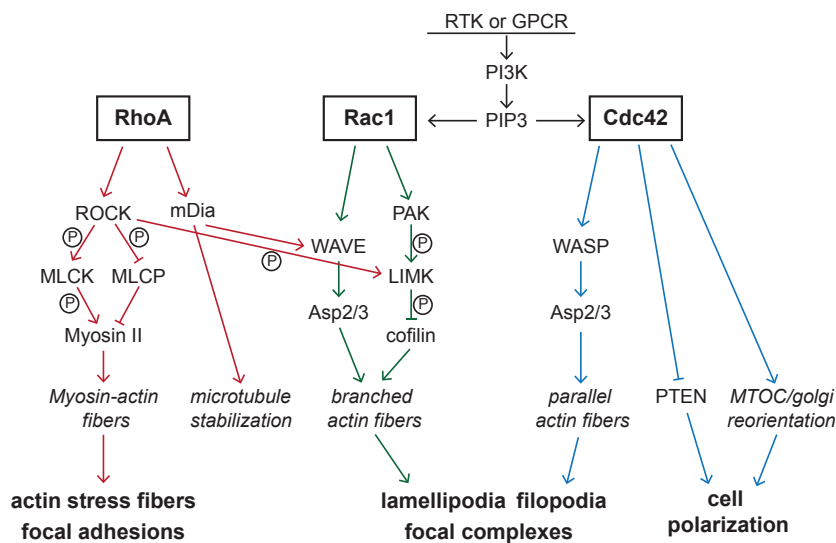 RTK or GPCR
PI3K
RhoA
Rac1
PIP3
Cdc42
ROCK
mDia
PAK
P
P
P
P
WAVE
WASP
MLCK
MLCP
LIMK
P
P
Asp2/3
Asp2/3
Myosin II
cofilin
Myosin-actin
fibers
microtubule
stabilization
branched
actin fibers
parallel
actin fibers
PTEN
MTOC/golgi
reorientation
actin stress fibers
focal adhesions
lamellipodia filopodia
focal complexes
cell
polarization